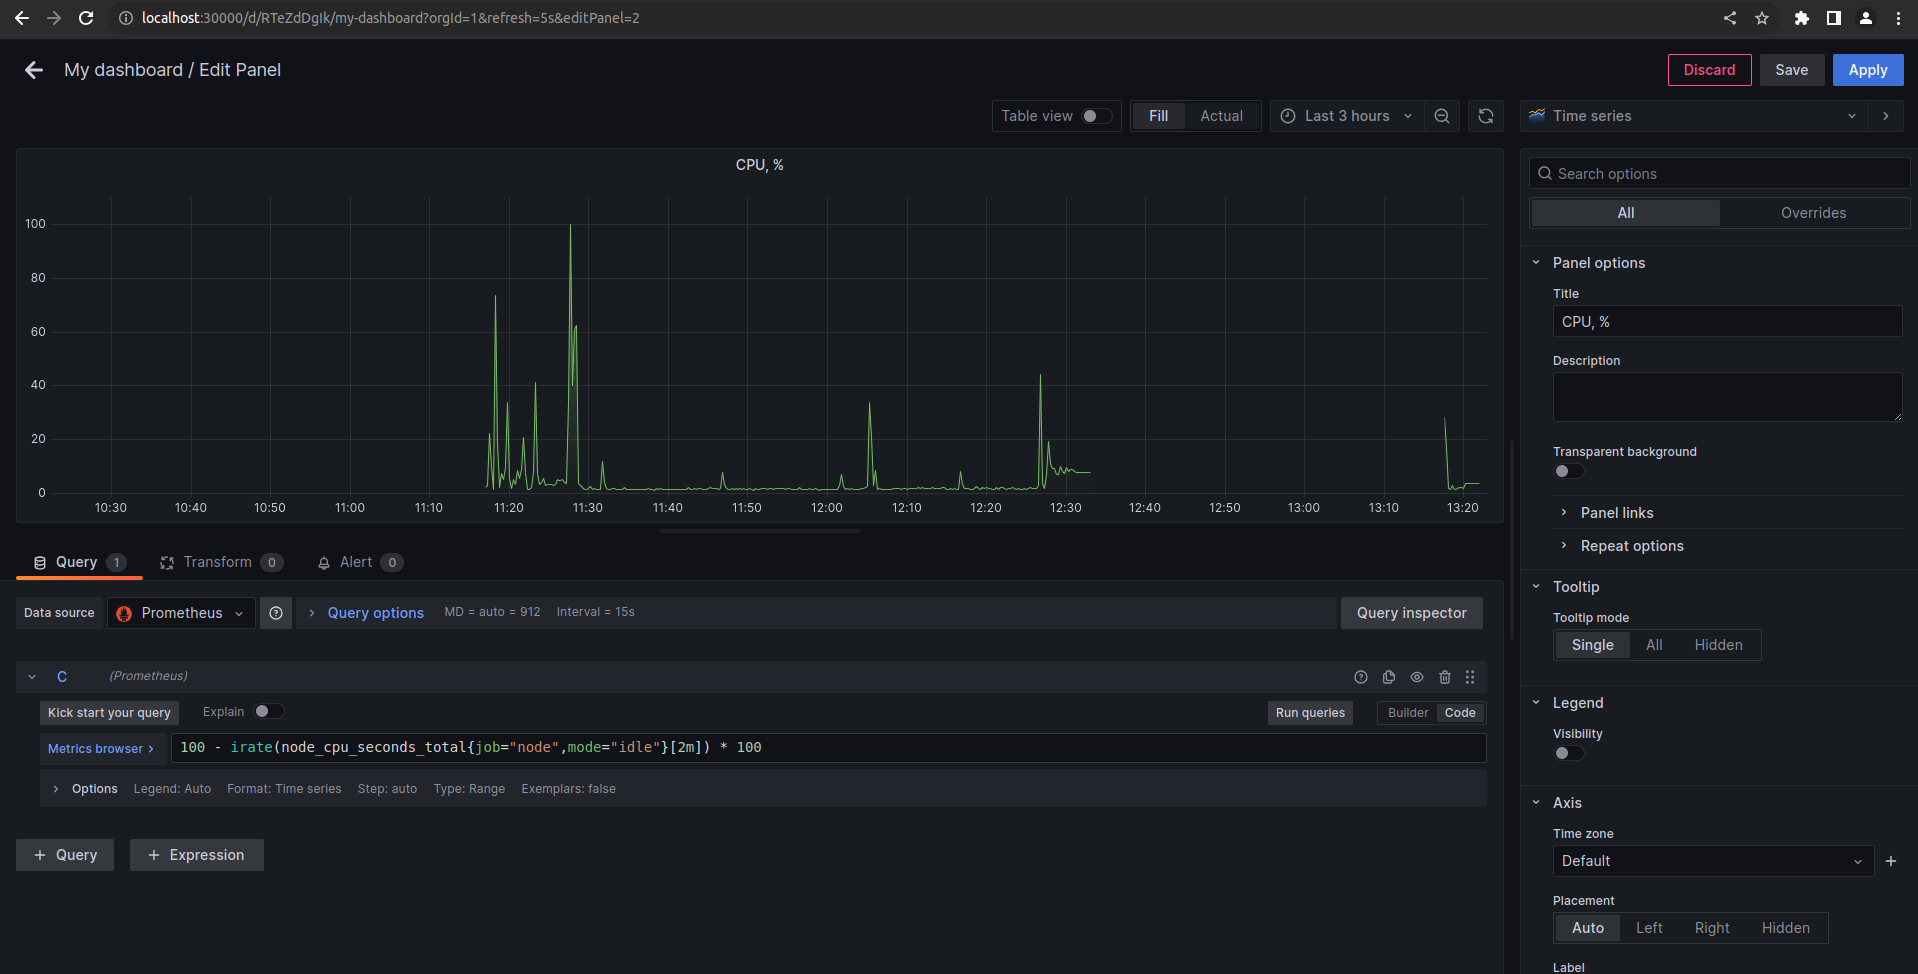 localhost:30000/d/RTeZdDgIk/my-dashboard?orgId=1&refresh=5s&editPanel=2
My dashboard / Edit Panel
Discard Save Apply
Table view Fill Actual Last 3 hours Time series
CPU, %
100
80
60
40
20
0
10:30 10:40 10:50 11:00 11:10 11:20 11:30 11:40 11:50 12:00 12:10 12:20 12:30 12:40 12:50 13:00 13:10 13:20
Query 1 Transform 0 Alert 0
Data source Prometheus Query options MD = auto = 912 Interval = 15s Query inspector
C (Prometheus)
Kick start your query Explain Run queries Builder Code
Metrics browser > 100 - irate(node_cpu_seconds_total{job="node",mode="idle"}[2m]) * 100
Options Legend: Auto Format: Time series Step: auto Type: Range Exemplars: false
+ Query + Expression
Search options
All Overrides
Panel options
Title
CPU, %
Description
Transparent background
Panel links
Repeat options
Tooltip
Tooltip mode
Single All Hidden
Legend
Visibility
Axis
Time zone
Default
Placement
Auto Left Right Hidden
Label